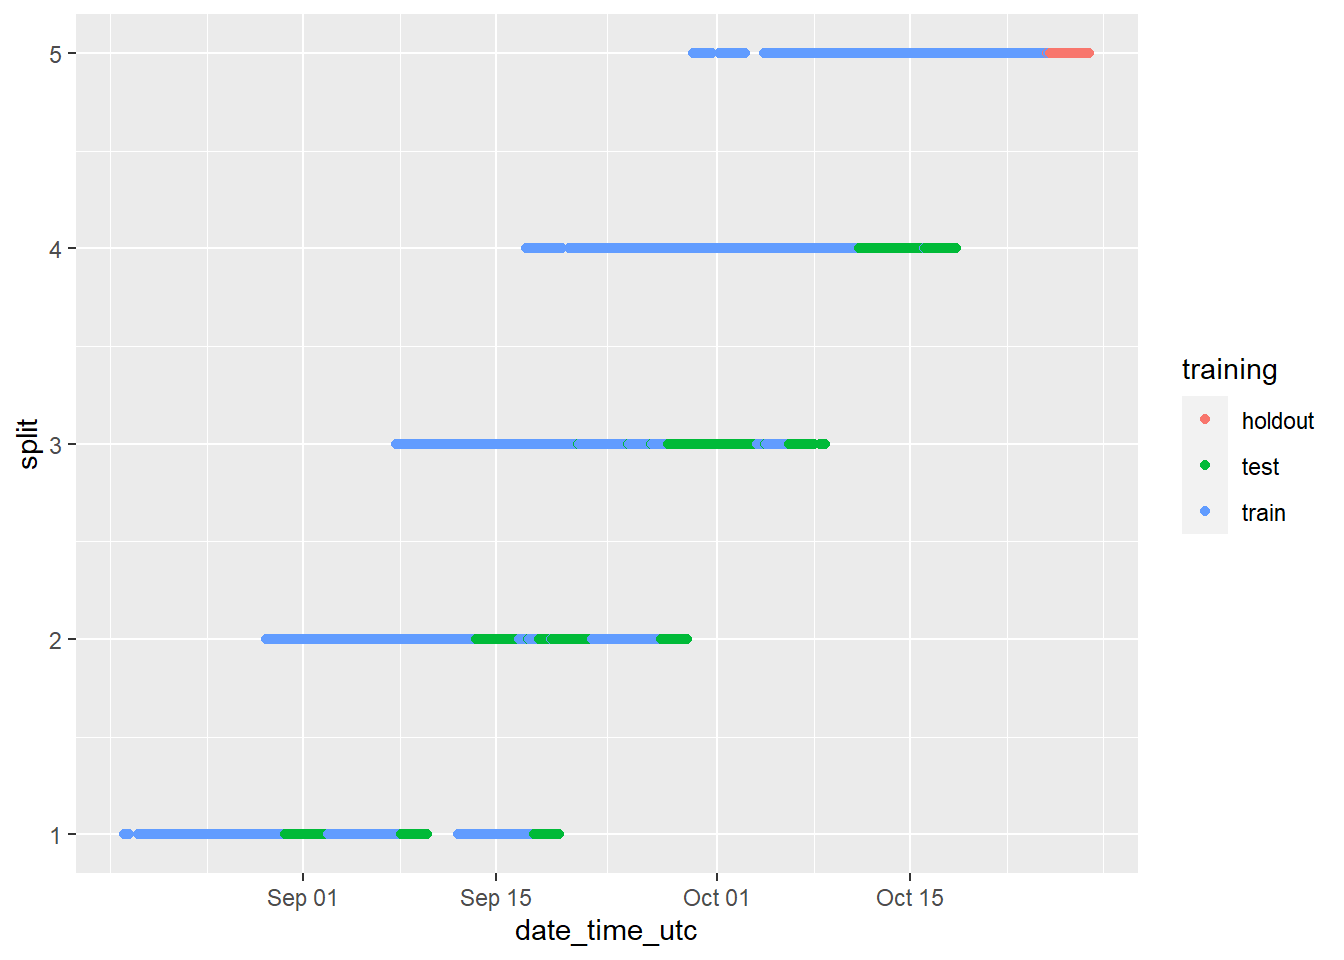 5
4
3
2
1
split
Sep 01
Sep 15
Oct 01
Oct 15
date_time_utc
training
holdout
test
train